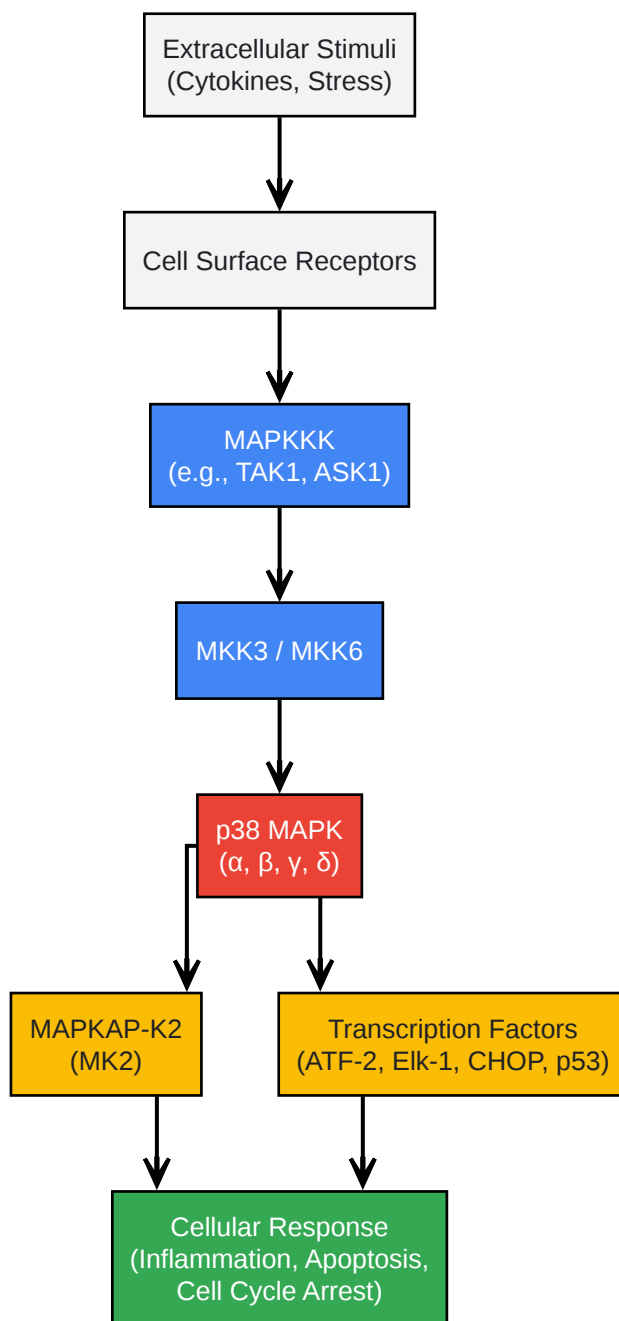 Extracellular Stimuli
(Cytokines, Stress)
Cell Surface Receptors
MAPKKK
(e.g., TAK1, ASK1)
MKK3 / MKK6
p38 MAPK
(α, β, γ, δ)
MAPKAP-K2
(MK2)
Transcription Factors
(ATF-2, Elk-1, CHOP, p53)
Cellular Response
(Inflammation, Apoptosis,
Cell Cycle Arrest)